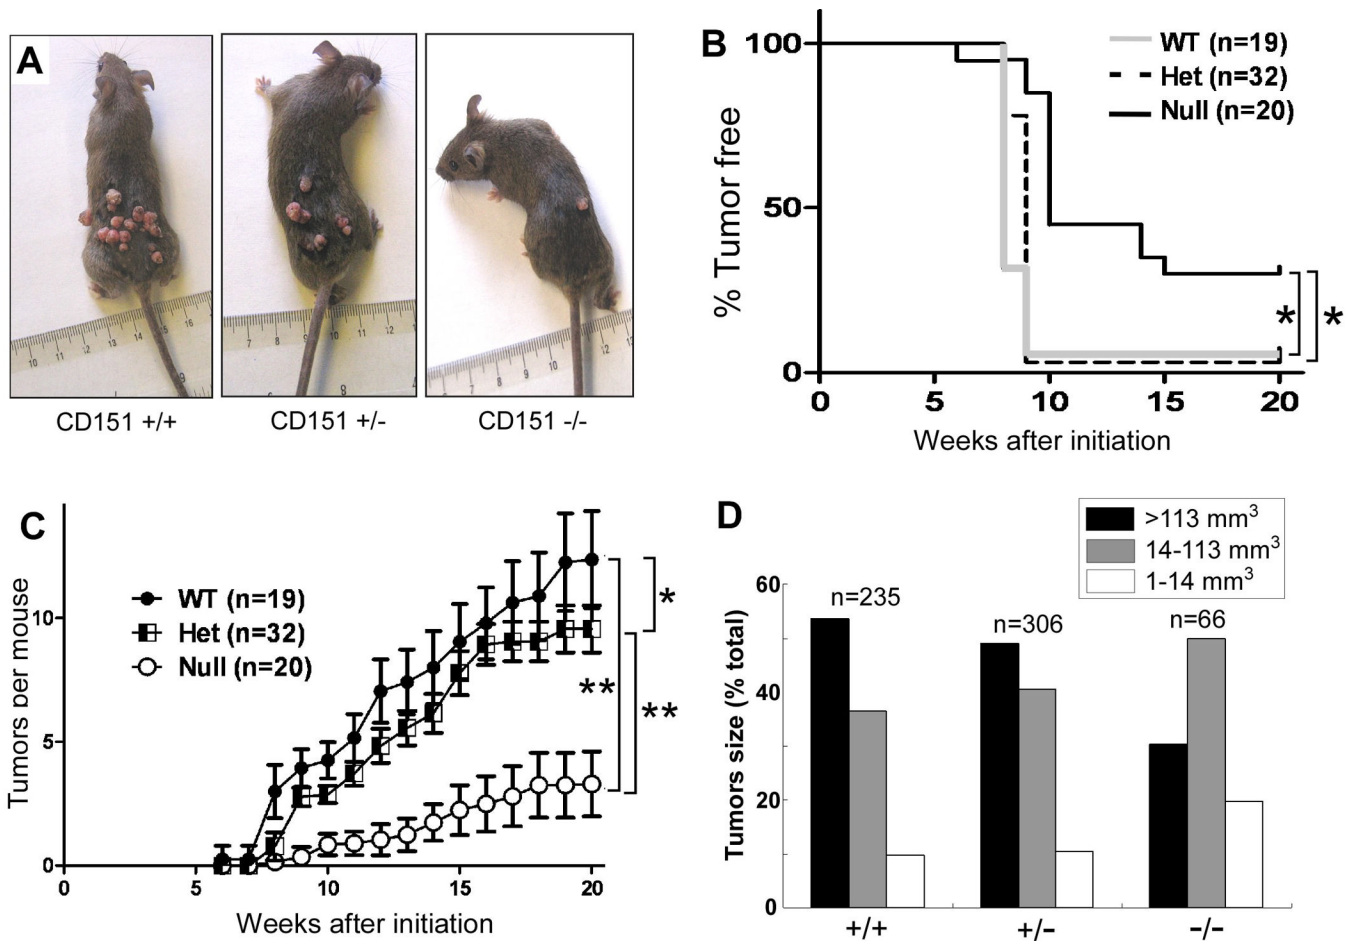 A
CD151 +/+
CD151 +/-
CD151 -/-
B
WT (n=19)
Het (n=32)
Null (n=20)
% Tumor free
100
50
0
0 5 10 15 20
Weeks after initiation
*
*
C
WT (n=19)
Het (n=32)
Null (n=20)
Tumors per mouse
10
5
0
0 5 10 15 20
Weeks after initiation
*
**
**
D
>113 mm³
14-113 mm³
1-14 mm³
Tumors size (% total)
60
40
20
0
n=235
n=306
n=66
+/+ +/- -/-